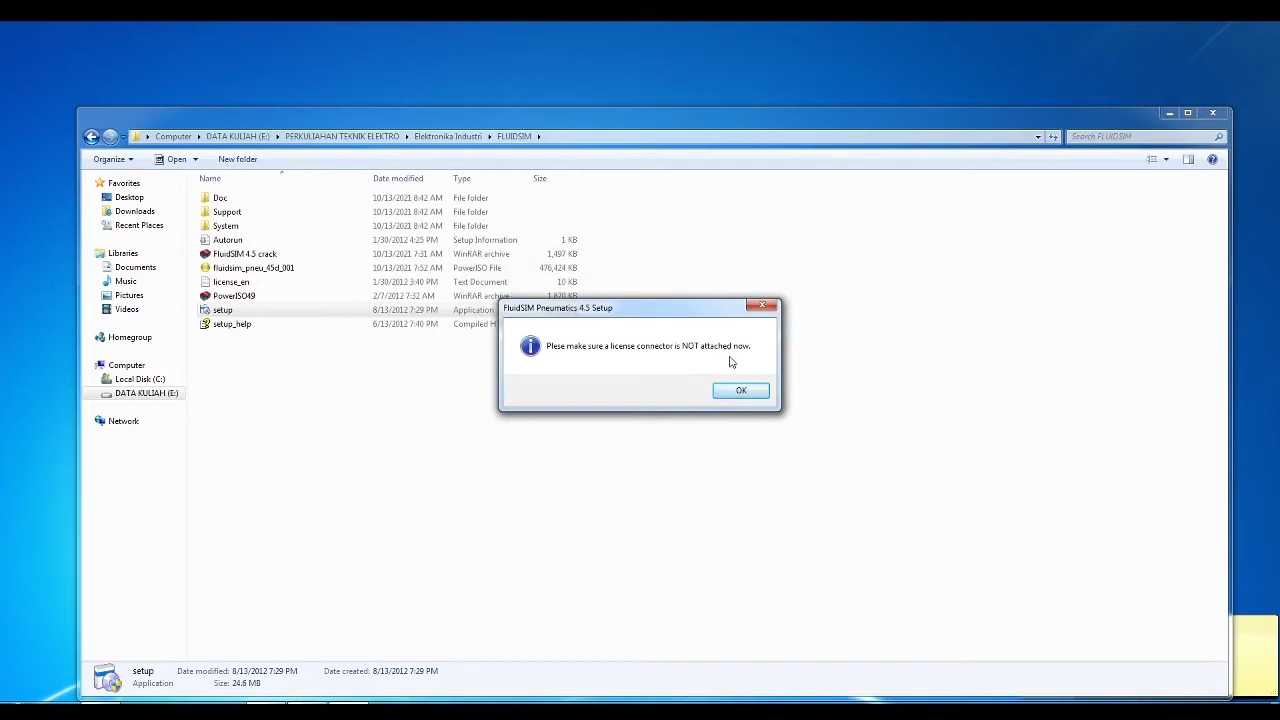 Computer DATA KULIAH (E:) PERKULIAHAN TEKNIK ELEKTRO Elektronika Industri FLUIDSIM Search FLUIDSIM
Organize Open New folder
Name Date modified Type Size
Favorites
Desktop
Downloads
Recent Places
Libraries
Documents
Music
Pictures
Videos
Homegroup
Computer
Local Disk (C:)
DATA KULIAH (E:)
Network
Doc 10/13/2021 8:42 AM File folder
Support 10/13/2021 8:42 AM File folder
System 10/13/2021 8:42 AM File folder
Autorun 1/30/2012 4:25 PM Setup Information 1 KB
FluidSIM 4.5 crack 10/13/2021 7:31 AM WinRAR archive 1,497 KB
fluidsim_pneu_45d_001 10/13/2021 7:52 AM PowerISO File 476,424 KB
license_en 1/30/2012 3:40 PM Text Document 10 KB
PowerISO49 2/7/2012 7:32 AM WinRAR archive 1,870 KB
setup 8/13/2012 7:29 PM Application
setup_help 6/13/2012 7:40 PM Compiled H
FluidSIM Pneumatics 4.5 Setup
Plese make sure a license connector is NOT attached now.
OK
setup Date modified: 8/13/2012 7:29 PM Date created: 8/13/2012 7:29 PM
Application Size: 24.6 MB